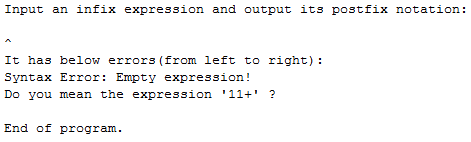 Input an infix expression and output its postfix notation:
^
It has below errors(from left to right):
Syntax Error: Empty expression!
Do you mean the expression '11+' ?
End of program.